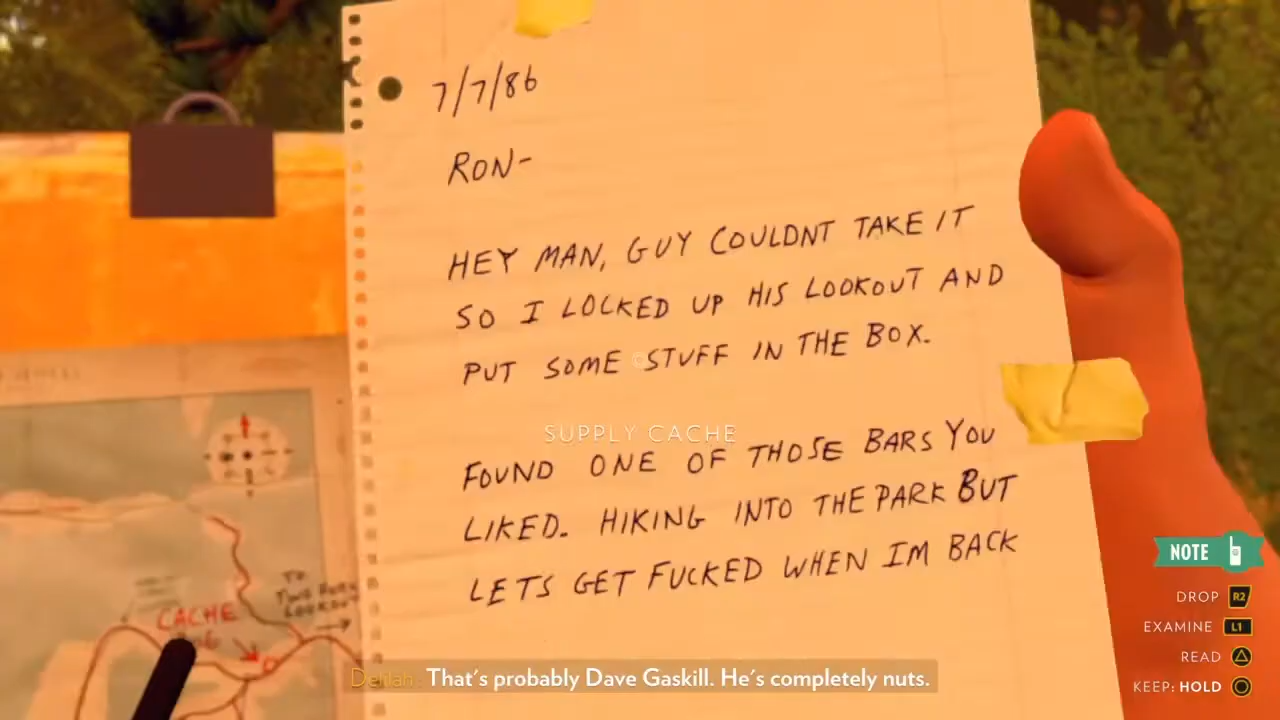 7/7/86
RON-
HEY MAN, GUY COULDNT TAKE IT
SO I LOCKED UP HIS LOOKOUT AND
PUT SOME STUFF IN THE BOX.
SUPPLY CACHE
FOUND ONE OF THOSE BARS YOU
LIKED. HIKING INTO THE PARK BUT
LETS GET FUCKED WHEN IM BACK
TO
TWO FORKS
LOOKOUT
CACHE
NOTE
DROP R2
EXAMINE L1
READ
KEEP: HOLD
Delilah: That's probably Dave Gaskill. He's completely nuts.